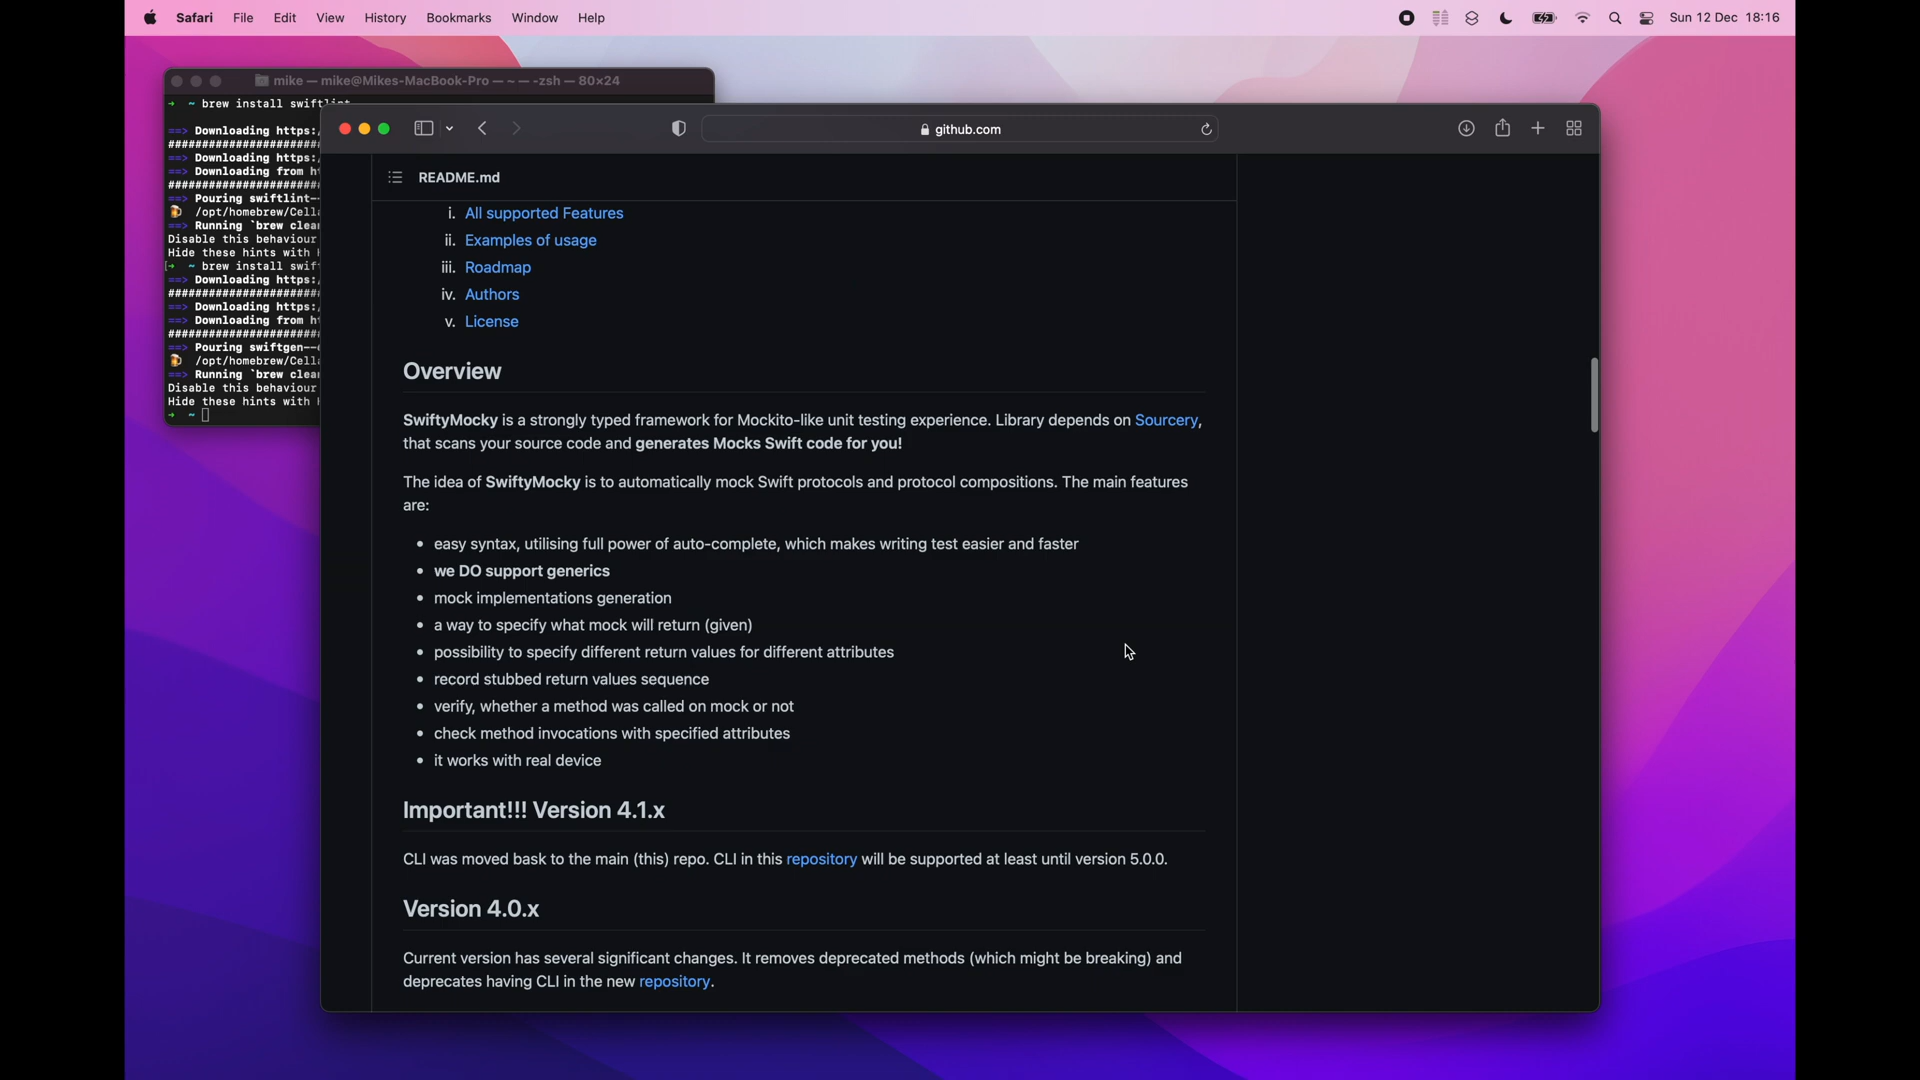 Safari File Edit View History Bookmarks Window Help Sun 12 Dec 18:16
mike — mike@Mikes-MacBook-Pro — ~ — -zsh — 80×24
→ ~ brew install swiftlint
==> Downloading https:/
######################
==> Downloading https:/
==> Downloading from ht
######################
==> Pouring swiftlint--
/opt/homebrew/Cella
==> Running `brew clean
Disable this behaviour
Hide these hints with H
[→ ~ brew install swift
==> Downloading https:/
######################
==> Downloading https:/
==> Downloading from ht
######################
==> Pouring swiftgen--
/opt/homebrew/Cella
==> Running `brew clean
Disable this behaviour
Hide these hints with H
→ ~
github.com
README.md
i. All supported Features
ii. Examples of usage
iii. Roadmap
iv. Authors
v. License
Overview
SwiftyMocky is a strongly typed framework for Mockito-like unit testing experience. Library depends on Sourcery,
that scans your source code and generates Mocks Swift code for you!
The idea of SwiftyMocky is to automatically mock Swift protocols and protocol compositions. The main features
are:
• easy syntax, utilising full power of auto-complete, which makes writing test easier and faster
• we DO support generics
• mock implementations generation
• a way to specify what mock will return (given)
• possibility to specify different return values for different attributes
• record stubbed return values sequence
• verify, whether a method was called on mock or not
• check method invocations with specified attributes
• it works with real device
Important!!! Version 4.1.x
CLI was moved bask to the main (this) repo. CLI in this repository will be supported at least until version 5.0.0.
Version 4.0.x
Current version has several significant changes. It removes deprecated methods (which might be breaking) and
deprecates having CLI in the new repository.